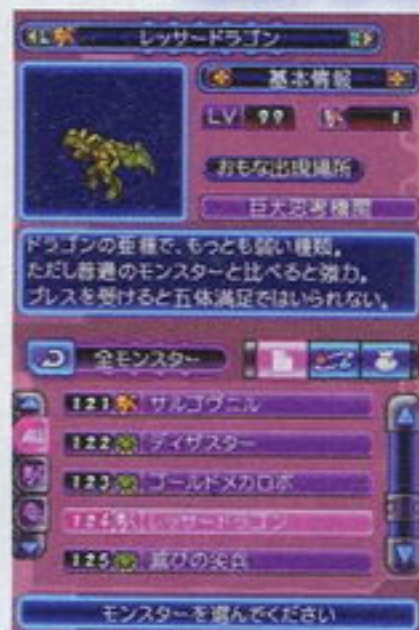 L レッサードラゴン R
基本情報
LV 99 1
おもな出現場所
巨大思考機関
ドラゴンの亜種で、もっとも弱い種類。
ただし普通のモンスターと比べると強力。
ブレスを受けると五体満足ではいられない。
全モンスター
ALL
121 サルゴヴニル
122 ディザスター
123 ゴールドメカロボ
124 レッサードラゴン
125 滅びの
モンスターを選んでください